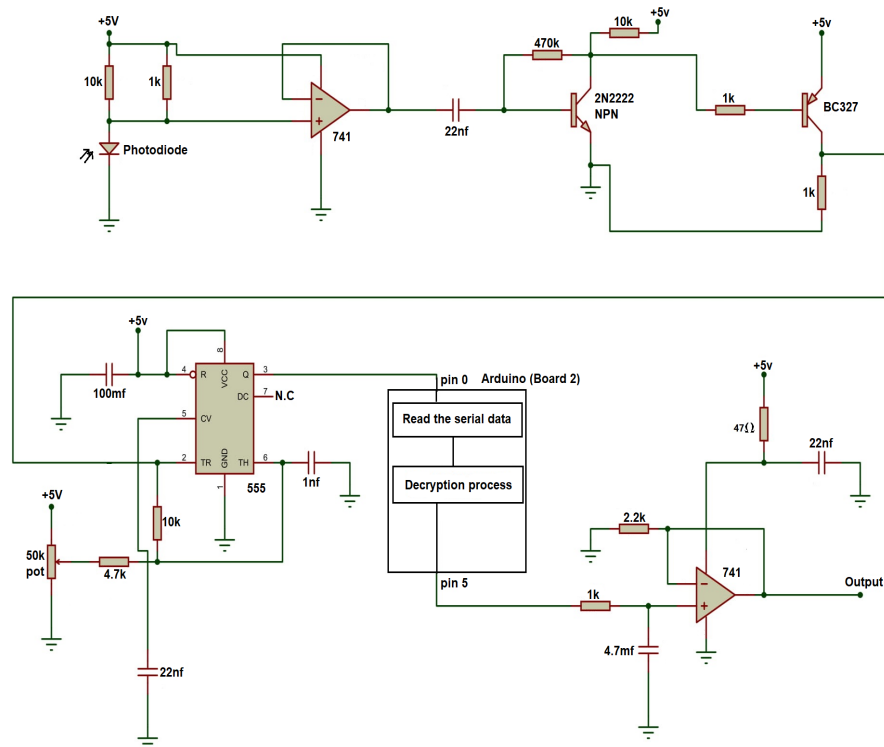 +5V
10k
1k
Photodiode
741
22nf
470k
10k
+5v
2N2222
NPN
1k
+5v
BC327
1k
+5v
100mf
4
R
8
VCC
Q
3
DC
7
N.C
5
CV
2
TR
GND
1
TH
6
555
1nf
10k
+5V
50k
pot
4.7k
22nf
pin 0
Arduino (Board 2)
Read the serial data
Decryption process
pin 5
1k
4.7mf
2.2k
741
+5v
47Ω
22nf
Output